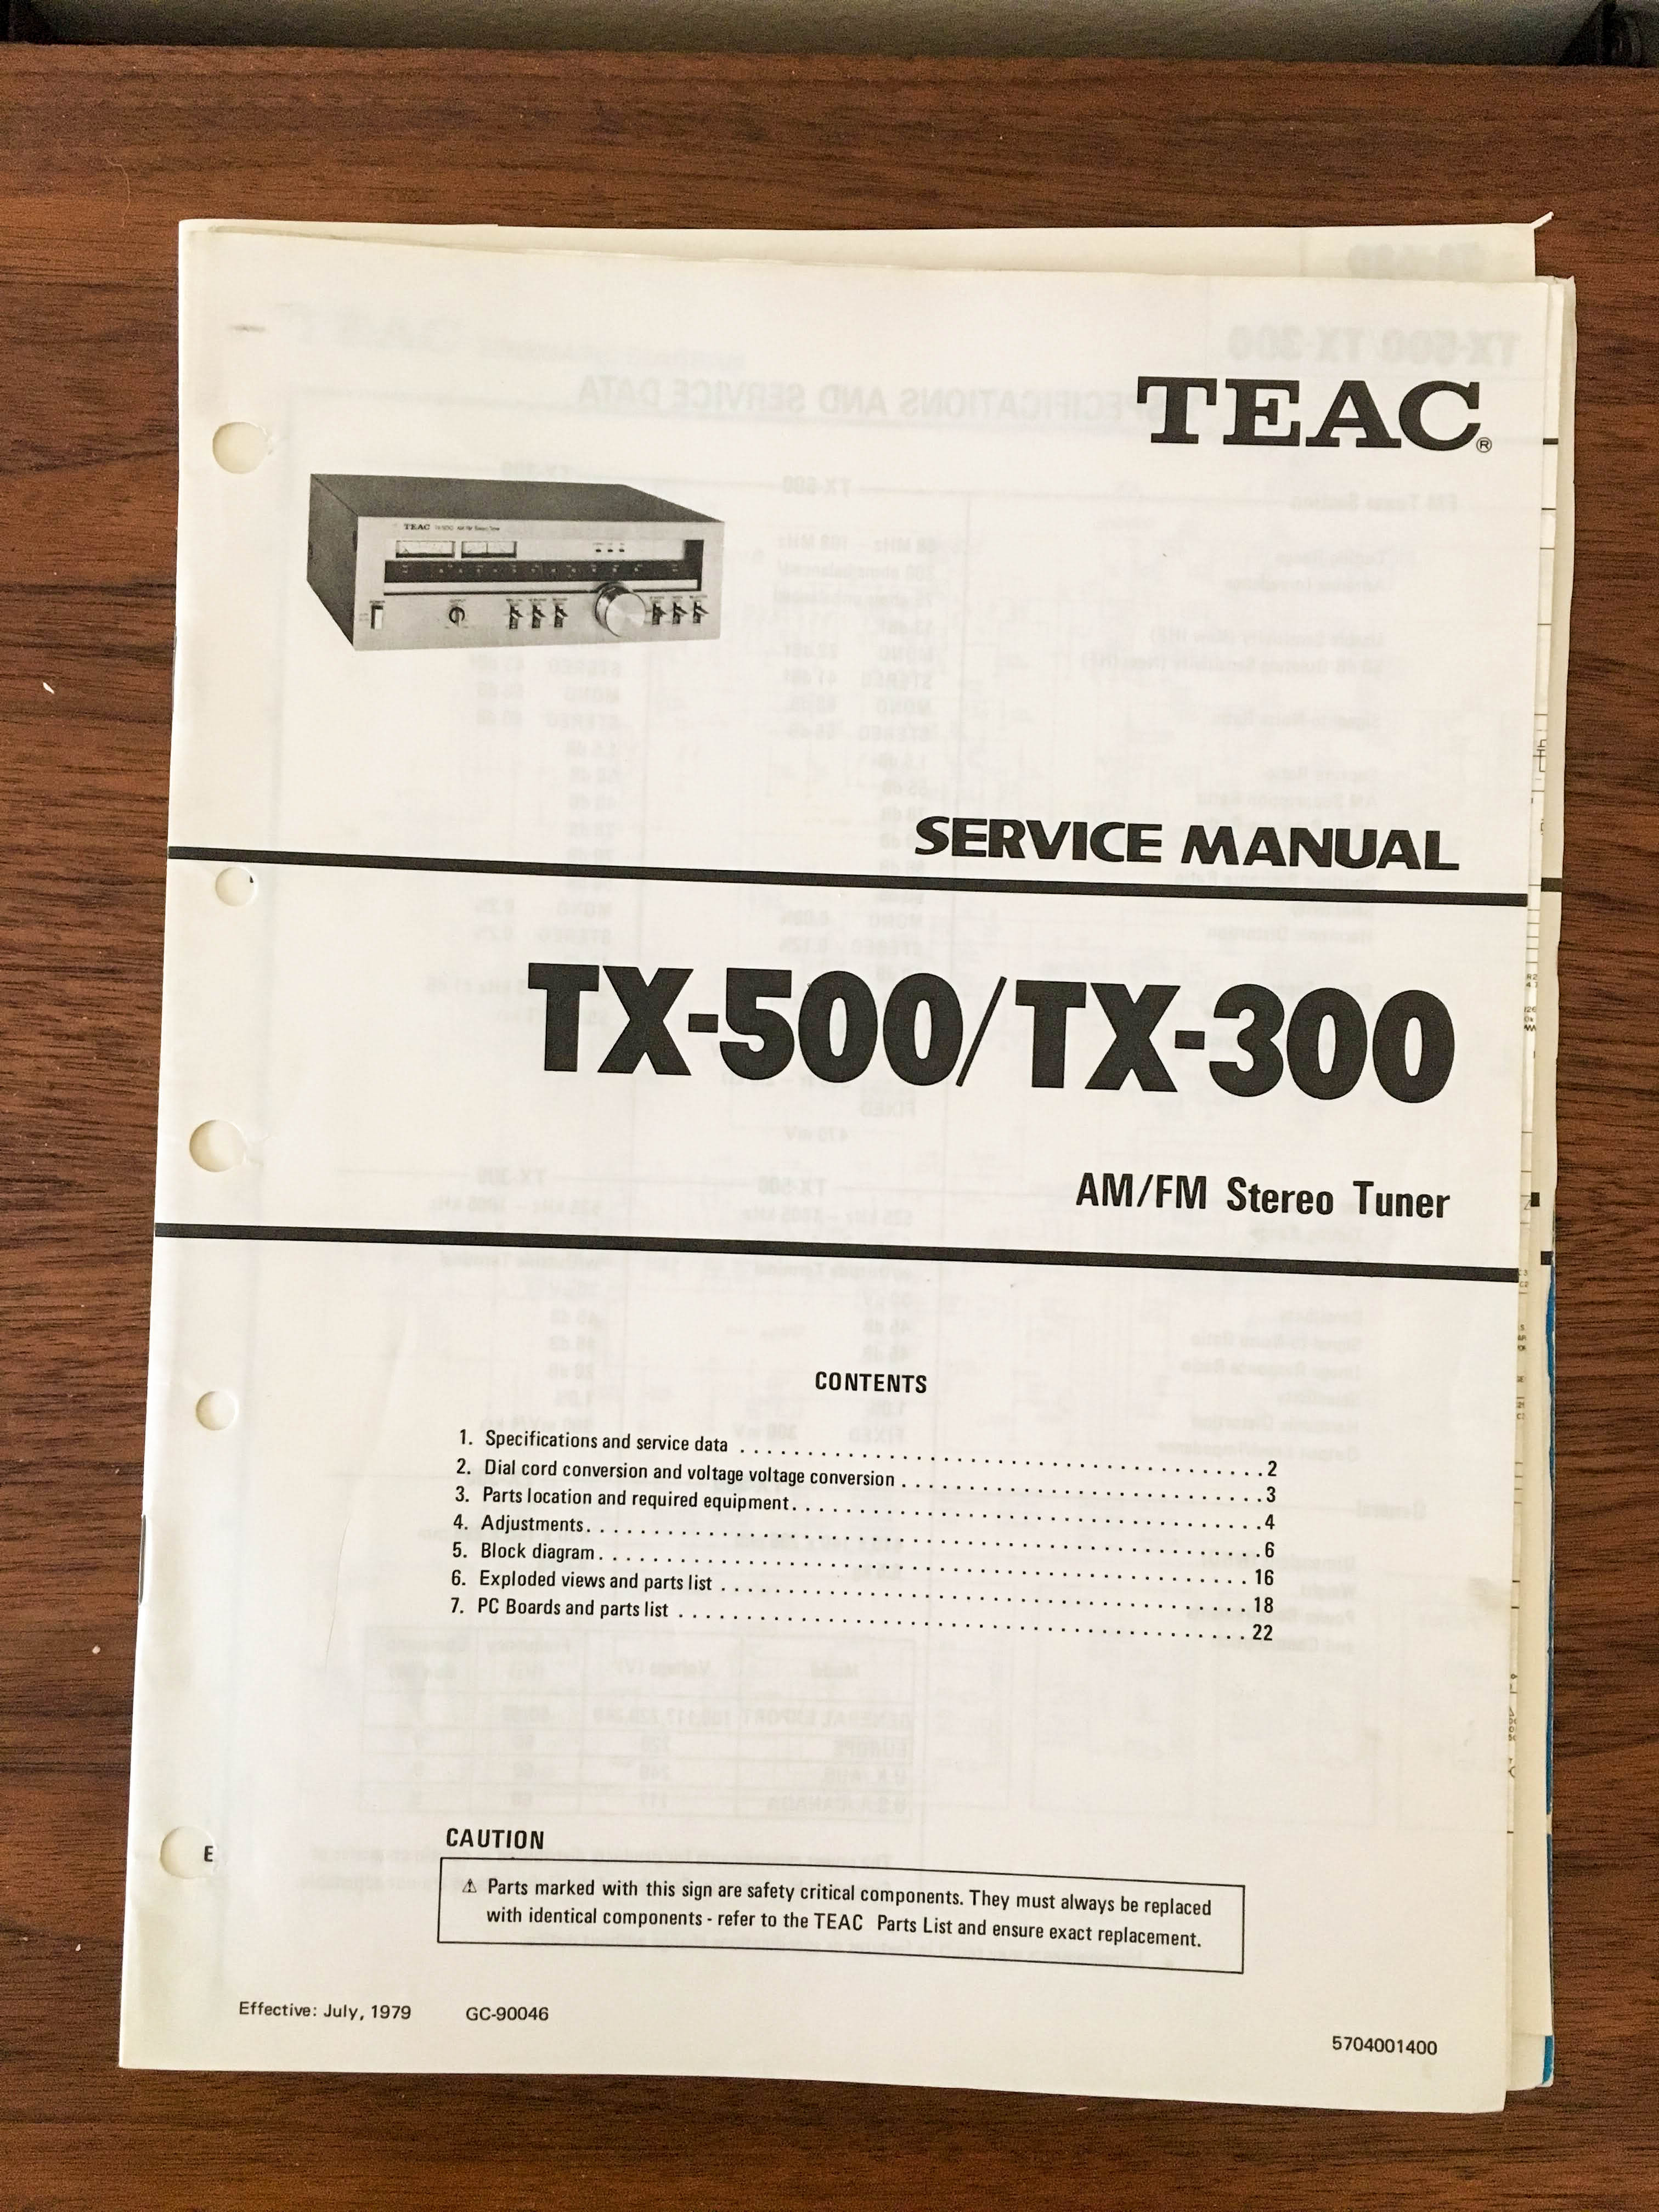 TEAC®
TEAC
SERVICE MANUAL
TX-500/TX-300
AM/FM Stereo Tuner
CONTENTS
1. Specifications and service data . . . . . . . . . . . . . . . . . . . . 2
2. Dial cord conversion and voltage voltage conversion . . . . . . . . . . . . . . . . . . . . 3
3. Parts location and required equipment . . . . . . . . . . . . . . . . . . . . 4
4. Adjustments . . . . . . . . . . . . . . . . . . . . 6
5. Block diagram . . . . . . . . . . . . . . . . . . . . 16
6. Exploded views and parts list . . . . . . . . . . . . . . . . . . . . 18
7. PC Boards and parts list . . . . . . . . . . . . . . . . . . . . 22
CAUTION
⚠ Parts marked with this sign are safety critical components. They must always be replaced
with identical components - refer to the TEAC Parts List and ensure exact replacement.
E
Effective: July, 1979 GC-90046
5704001400